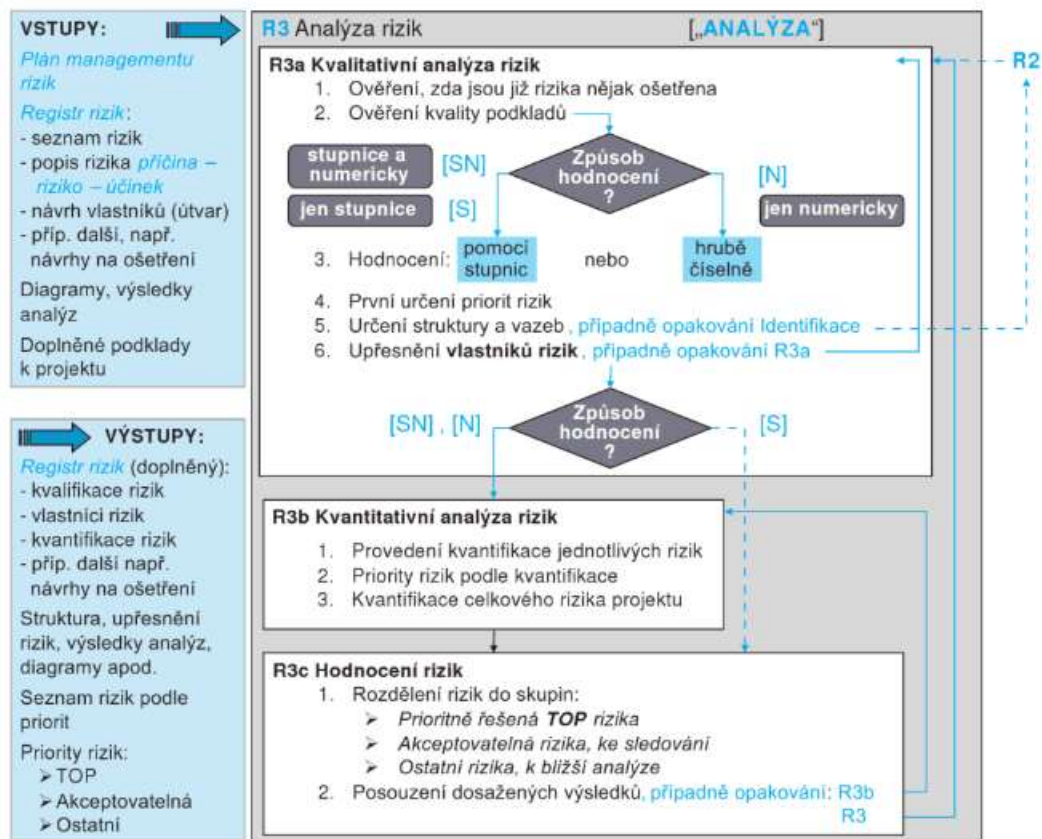 VSTUPY:
Plán managementu
rizik
Registr rizik:
- seznam rizik
- popis rizika příčina –
riziko – účinek
- návrh vlastníků (útvar)
- příp. další, např.
návrhy na ošetření
Diagramy, výsledky
analýz
Doplněné podklady
k projektu
VÝSTUPY:
Registr rizik (doplněný):
- kvalifikace rizik
- vlastníci rizik
- kvantifikace rizik
- příp. další např.
návrhy na ošetření
Struktura, upřesnění
rizik, výsledky analýz,
diagramy apod.
Seznam rizik podle
priorit
Priority rizik:
➢ TOP
➢ Akceptovatelná
➢ Ostatní
R3 Analýza rizik [„ANALÝZA“]
R2
R3a Kvalitativní analýza rizik
1. Ověření, zda jsou již rizika nějak ošetřena
2. Ověření kvality podkladů
stupnice a
numericky
[SN]
jen stupnice
[S]
Způsob
hodnocení
?
[N]
jen numericky
3. Hodnocení: pomocí stupnic nebo hrubě číselně
4. První určení priorit rizik
5. Určení struktury a vazeb, případně opakování Identifikace
6. Upřesnění vlastníků rizik, případně opakování R3a
[SN], [N]
Způsob
hodnocení
?
[S]
R3b Kvantitativní analýza rizik
1. Provedení kvantifikace jednotlivých rizik
2. Priority rizik podle kvantifikace
3. Kvantifikace celkového rizika projektu
R3c Hodnocení rizik
1. Rozdělení rizik do skupin:
➢ Prioritně řešená TOP rizika
➢ Akceptovatelná rizika, ke sledování
➢ Ostatní rizika, k bližší analýze
2. Posouzení dosažených výsledků, případně opakování: R3b
R3